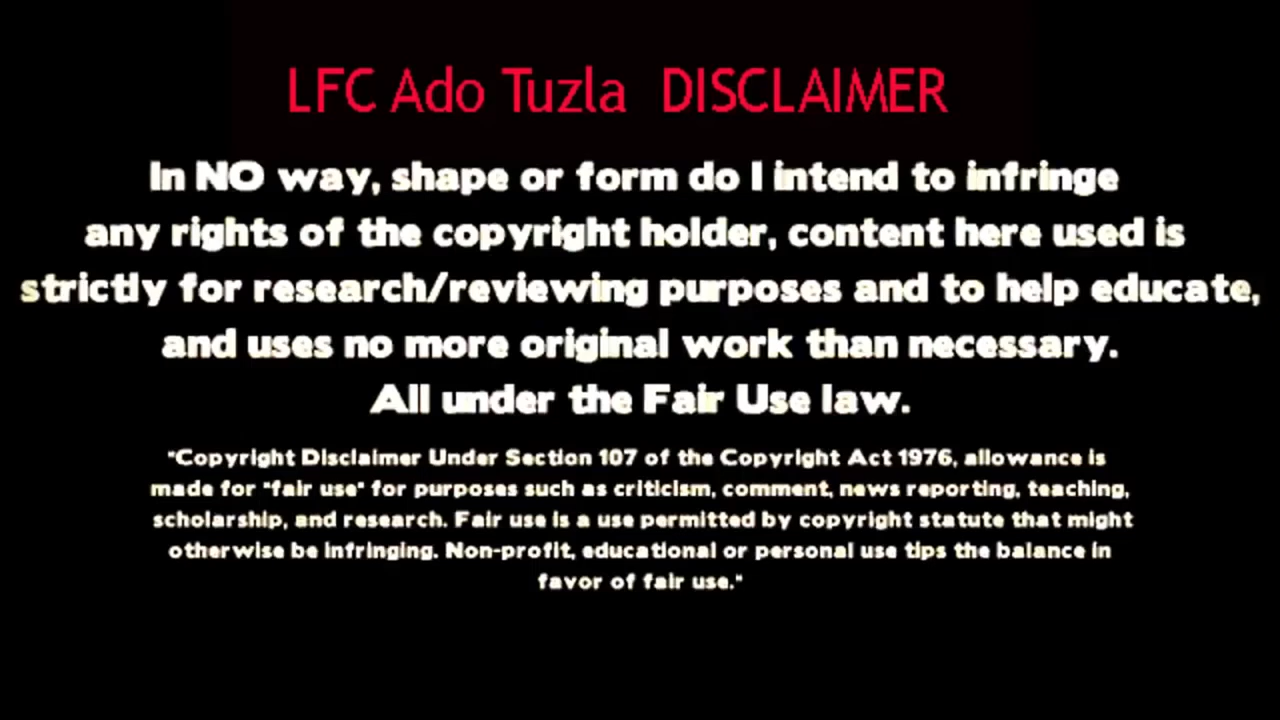 LFC Ado Tuzla DISCLAIMER
In NO way, shape or form do I intend to infringe
any rights of the copyright holder, content here used is
strictly for research/reviewing purposes and to help educate,
and uses no more original work than necessary.
All under the Fair Use law.
"Copyright Disclaimer Under Section 107 of the Copyright Act 1976, allowance is
made for "fair use" for purposes such as criticism, comment, news reporting, teaching,
scholarship, and research. Fair use is a use permitted by copyright statute that might
otherwise be infringing. Non-profit, educational or personal use tips the balance in
favor of fair use."